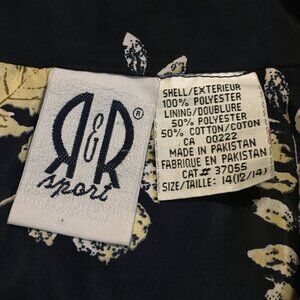 R&R®
sport
SHELL/EXTERIEUR
100% POLYESTER
LINING/DOUBLURE
50% POLYESTER
50% COTTON/COTON
CA 00222
MADE IN PAKISTAN
FABRIQUE EN PAKISTAN
CAT# 37055
SIZE/TAILLE: 14(12/14)